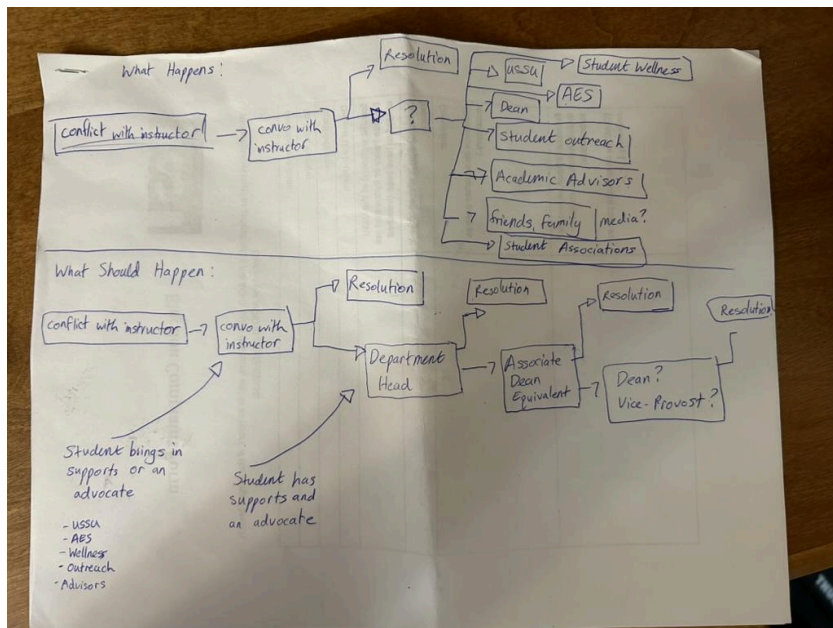 What Happens:
Resolution
Student Wellness
USSU
AES
?
Dean
conflict with instructor
convo with
instructor
Student outreach
Academic Advisors
friends, family media?
Student Associations
What Should Happen:
Resolution
Resolution
Resolution
Resolution
conflict with instructor
convo with
instructor
Department
Head
Associate
Dean
Equivalent
Dean?
Vice-Provost?
Student brings in
supports or an
advocate
- USSU
- AES
- Wellness
- Outreach
- Advisors
Student has
supports and
an advocate